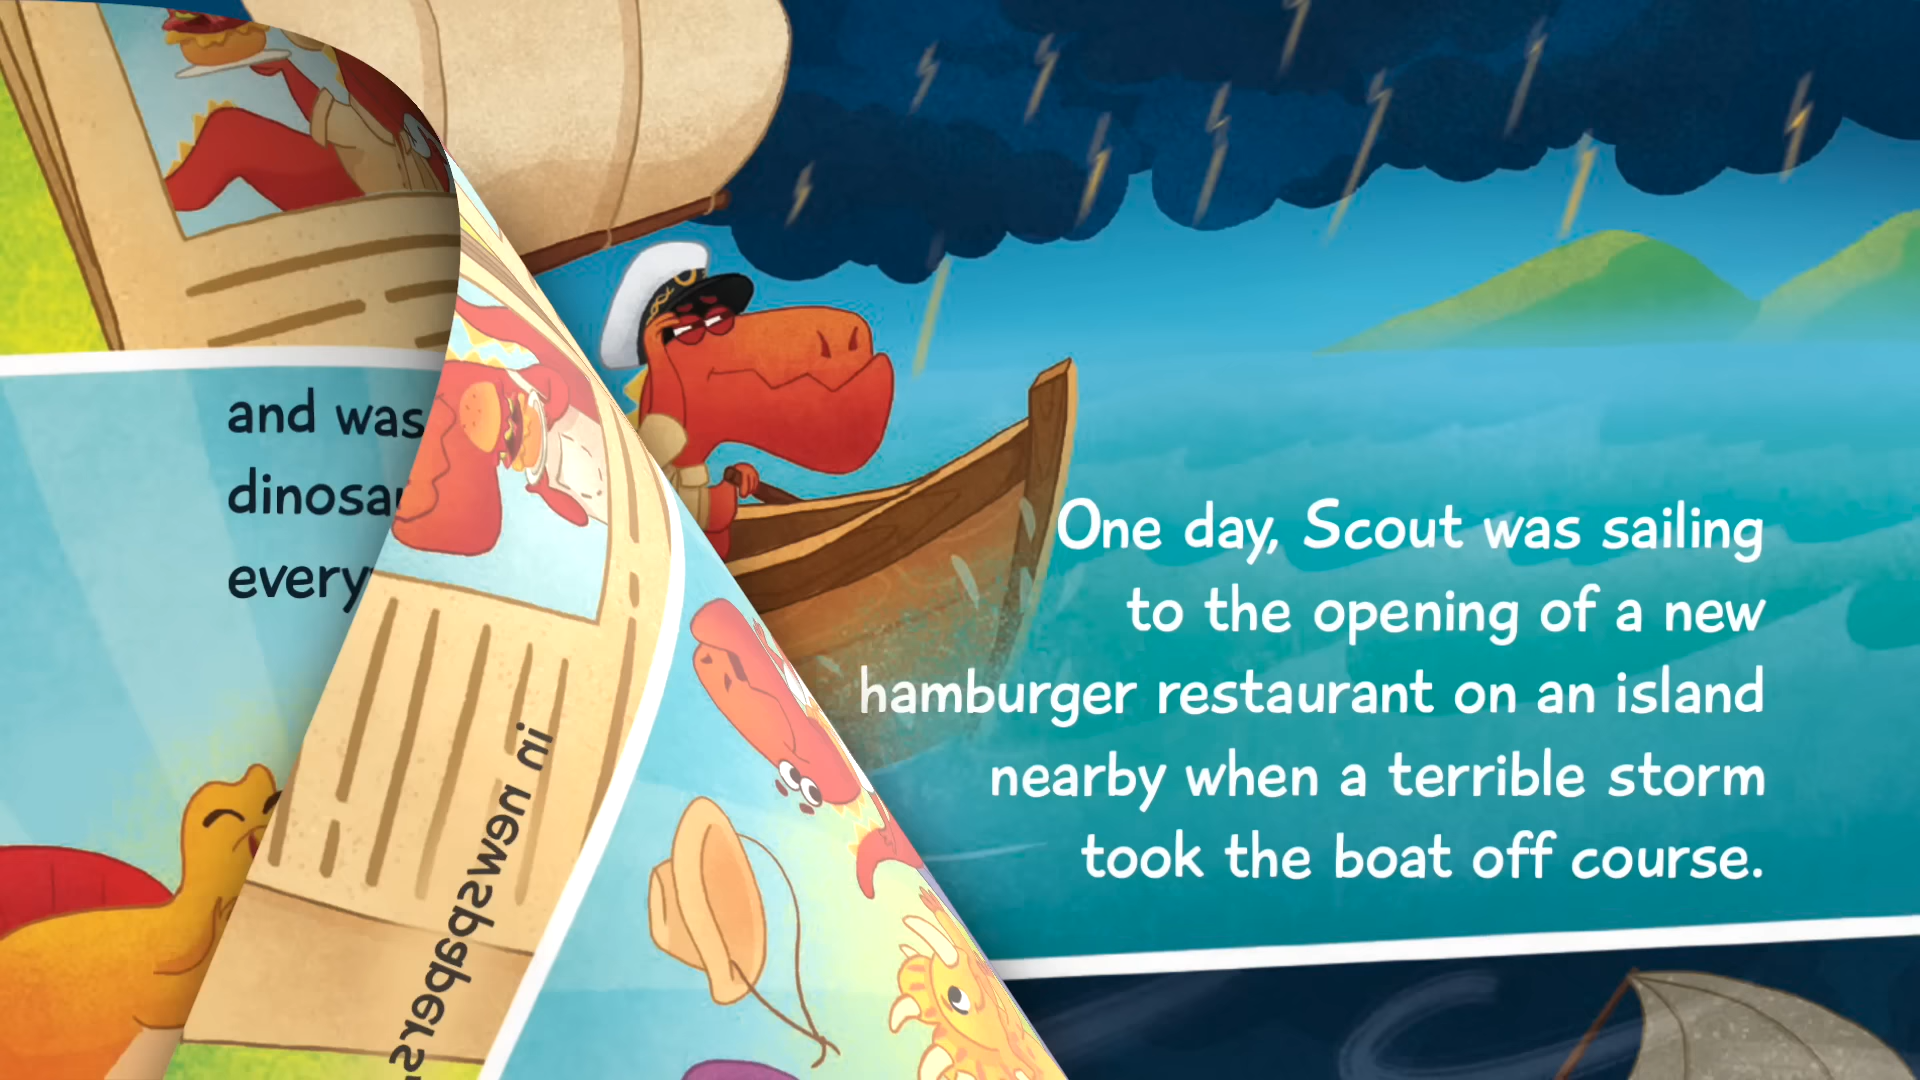 and was
every
in newspapers.
One day, Scout was sailing
to the opening of a new
hamburger restaurant on an island
nearby when a terrible storm
took the boat off course.